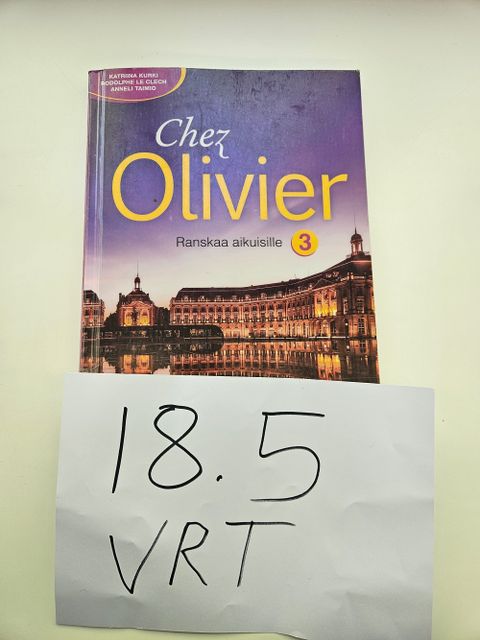 KATRIINA KURKI
RODOLPHE LE CLECH
ANNELI TAIMIO
Chez
Olivier
Ranskaa aikuisille 3
18.5
VRT